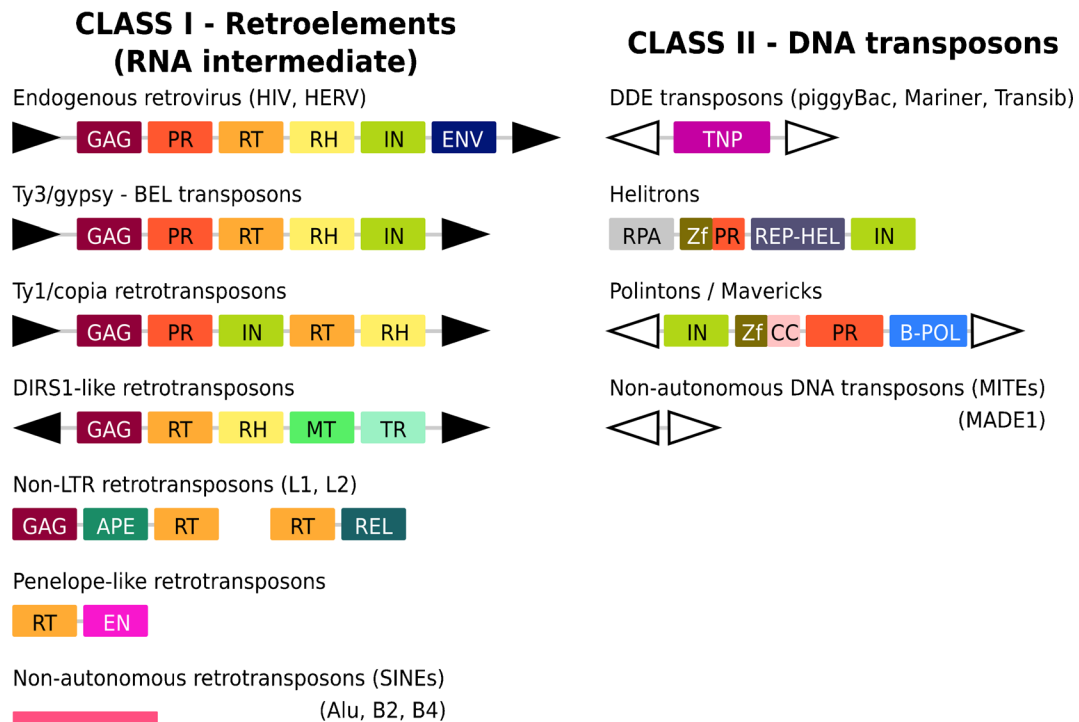 CLASS I - Retroelements
(RNA intermediate)
Endogenous retrovirus (HIV, HERV)
GAG PR RT RH IN ENV
Ty3/gypsy - BEL transposons
GAG PR RT RH IN
Ty1/copia retrotransposons
GAG PR IN RT RH
DIRS1-like retrotransposons
GAG RT RH MT TR
Non-LTR retrotransposons (L1, L2)
GAG APE RT RT REL
Penelope-like retrotransposons
RT EN
Non-autonomous retrotransposons (SINEs)
(Alu, B2, B4)
CLASS II - DNA transposons
DDE transposons (piggyBac, Mariner, Transib)
TNP
Helitrons
RPA Zf PR REP-HEL IN
Polintons / Mavericks
IN Zf CC PR B-POL
Non-autonomous DNA transposons (MITEs)
(MADE1)